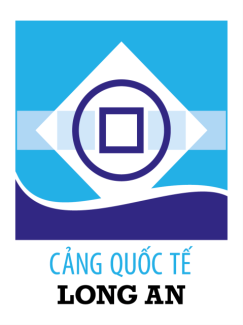 CẢNG QUỐC TẾ
LONG AN